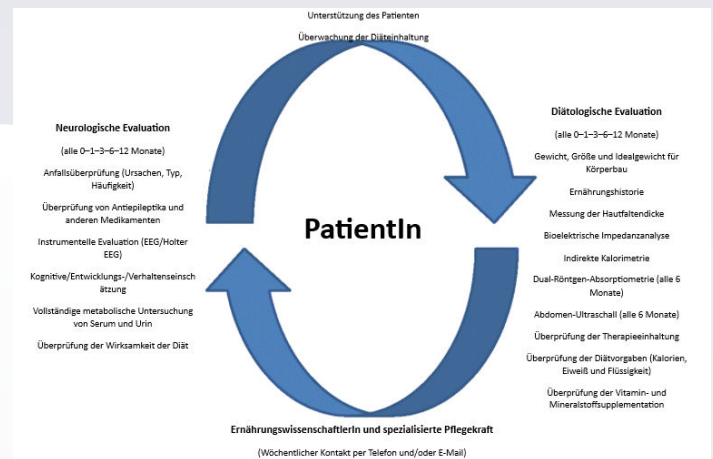 Unterstützung des Patienten
Überwachung der Diäteinhaltung
Neurologische Evaluation
(alle 0–1–3–6–12 Monate)
Anfallsüberprüfung (Ursachen, Typ,
Häufigkeit)
Überprüfung von Antiepileptika und
anderen Medikamenten
Instrumentelle Evaluation (EEG/Holter
EEG)
Kognitive/Entwicklungs-/Verhaltenseinsch
ätzung
Vollständige metabolische Untersuchung
von Serum und Urin
Überprüfung der Wirksamkeit der Diät
PatientIn
Diätologische Evaluation
(alle 0–1–3–6–12 Monate)
Gewicht, Größe und Idealgewicht für
Körperbau
Ernährungshistorie
Messung der Hautfaltendicke
Bioelektrische Impedanzanalyse
Indirekte Kalorimetrie
Dual-Röntgen-Absorptiometrie (alle 6
Monate)
Abdomen-Ultraschall (alle 6 Monate)
Überprüfung der Therapieeinhaltung
Überprüfung der Diätvorgaben (Kalorien,
Eiweiß und Flüssigkeit)
Überprüfung der Vitamin- und
Mineralstoffsupplementation
ErnährungswissenschaftlerIn und spezialisierte Pflegekraft
(Wöchentlicher Kontakt per Telefon und/oder E-Mail)